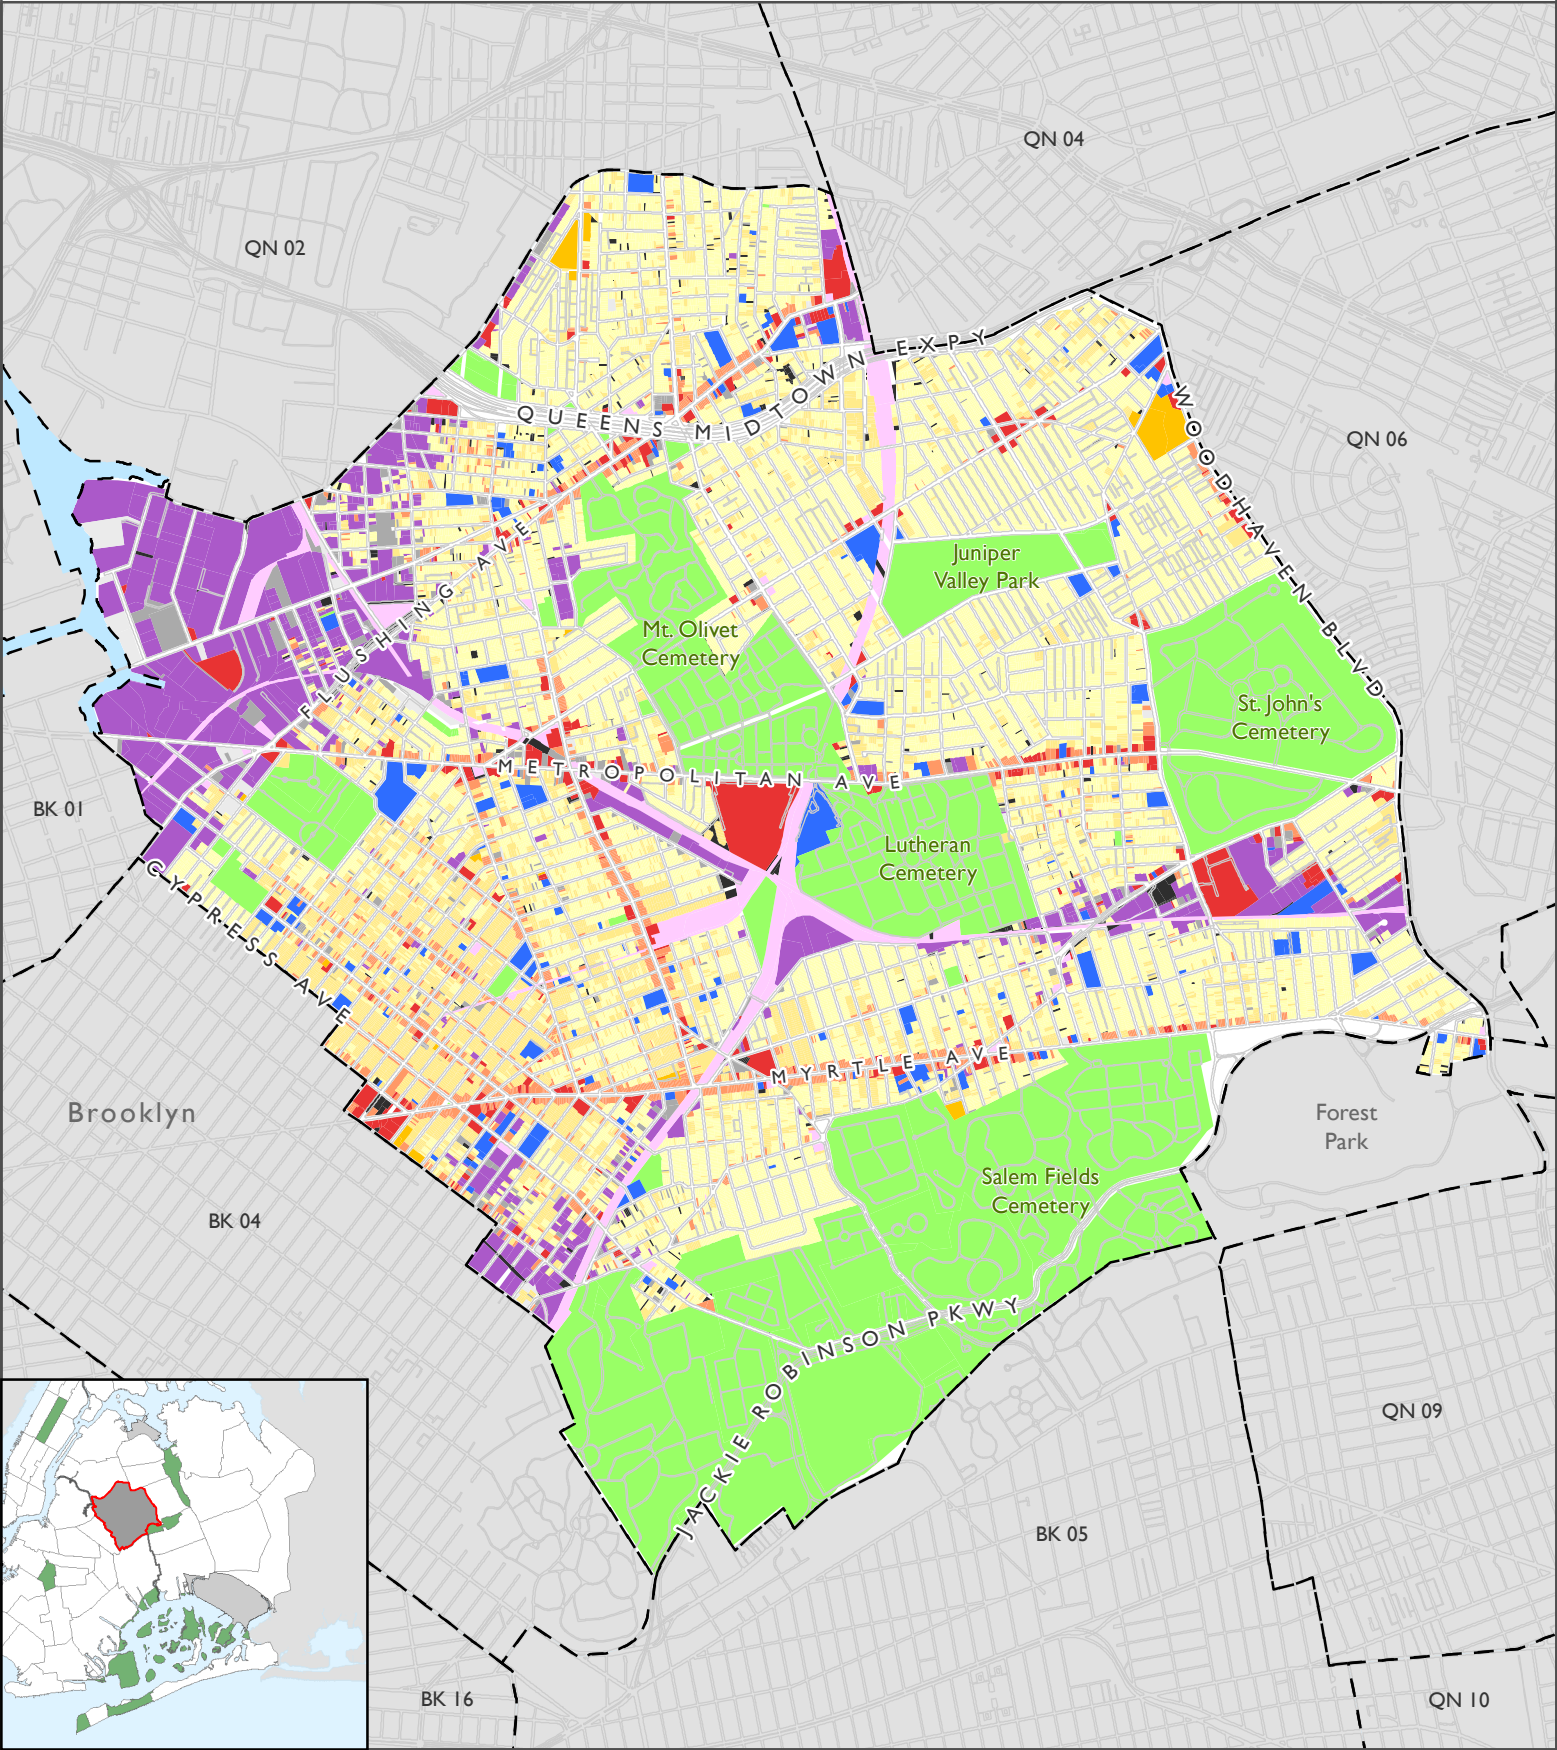 QN 04
QN 02
QUEENS MIDTOWN EXPY
WOODHAVEN BLVD
QN 06
FLUSHING AVE
Juniper
Valley Park
Mt. Olivet
Cemetery
St. John's
Cemetery
METROPOLITAN AVE
BK 01
Lutheran
Cemetery
CYPRESS AVE
MYRTLE AVE
Brooklyn
Forest
Park
Salem Fields
Cemetery
BK 04
JACKIE ROBINSON PKWY
QN 09
BK 05
BK 16
QN 10